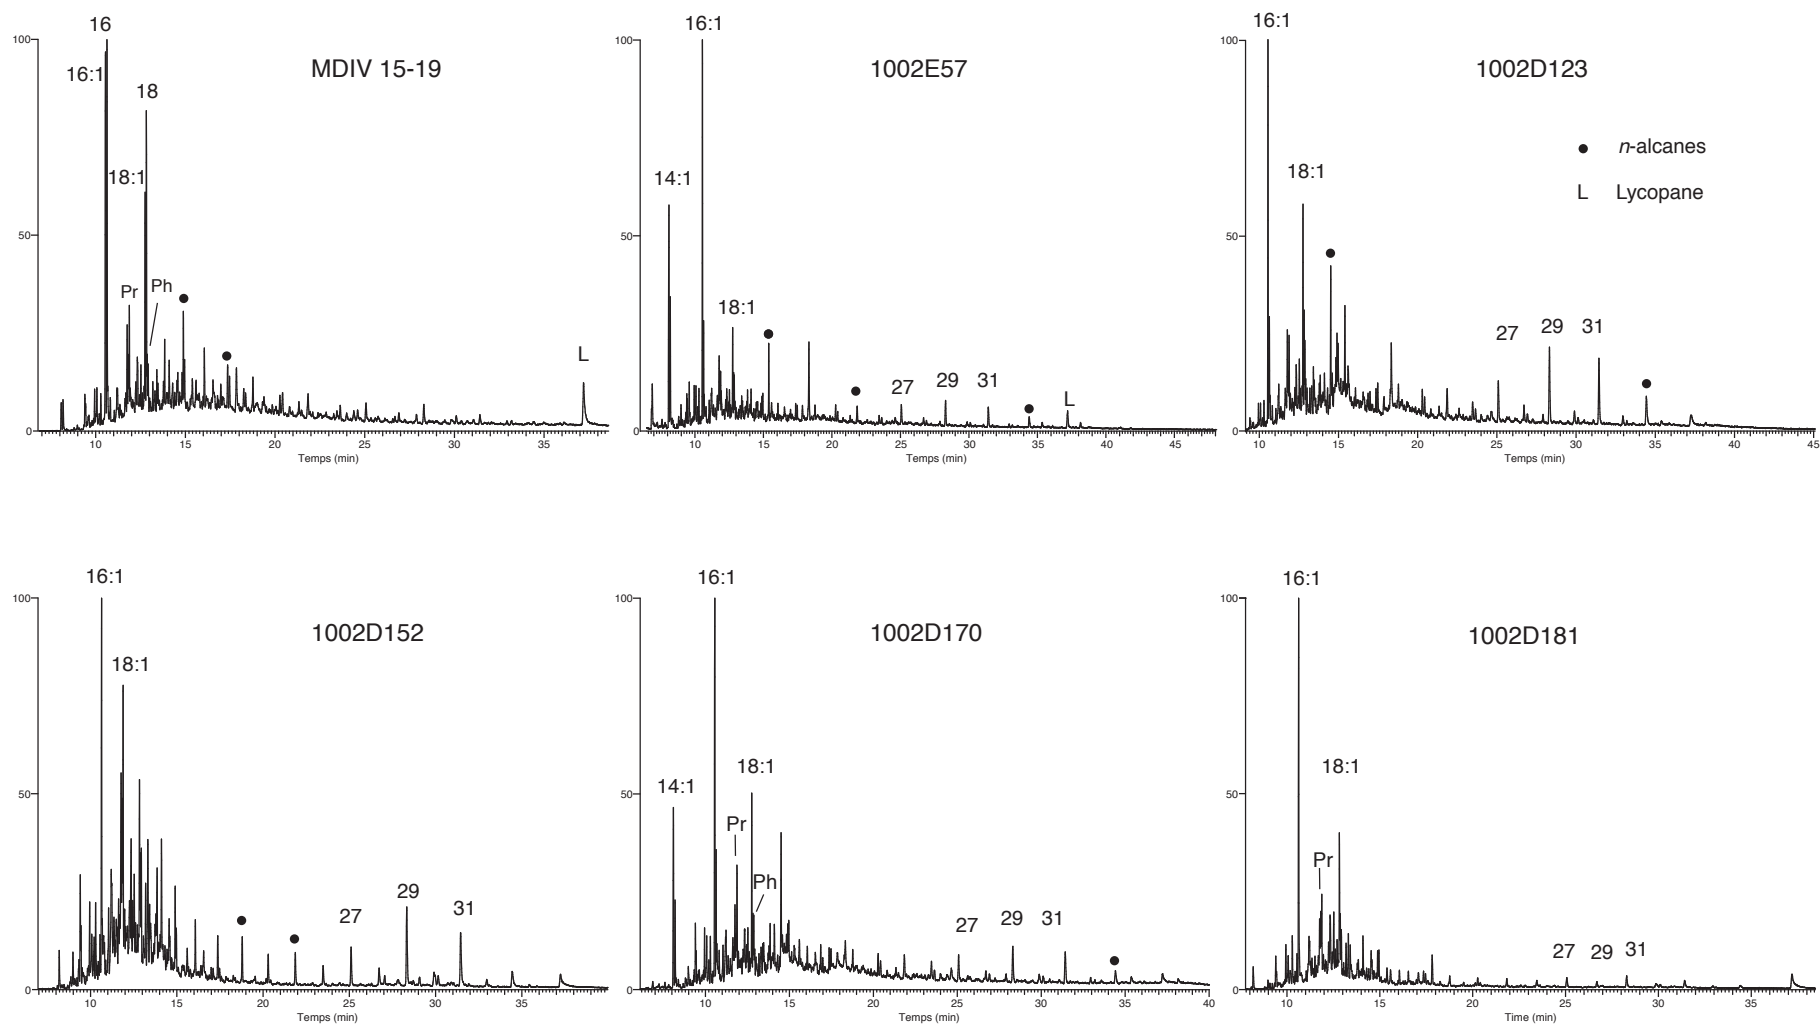 MDIV 15-19
16
16:1
18
18:1
Pr
Ph
L
100
50
0
10 15 20 25 30 35
Temps (min)
1002E57
16:1
14:1
18:1
27 29 31
L
100
50
0
10 15 20 25 30 35 40 45
Temps (min)
1002D123
16:1
18:1
● n-alcanes
L Lycopane
27 29 31
100
50
0
10 15 20 25 30 35 40 45
Temps (min)
1002D152
16:1
18:1
27 29 31
100
50
0
10 15 20 25 30 35
Temps (min)
1002D170
16:1
14:1
18:1
Pr
Ph
27 29 31
100
50
0
10 15 20 25 30 35 40
Temps (min)
1002D181
16:1
18:1
Pr
27 29 31
100
50
0
10 15 20 25 30 35
Time (min)